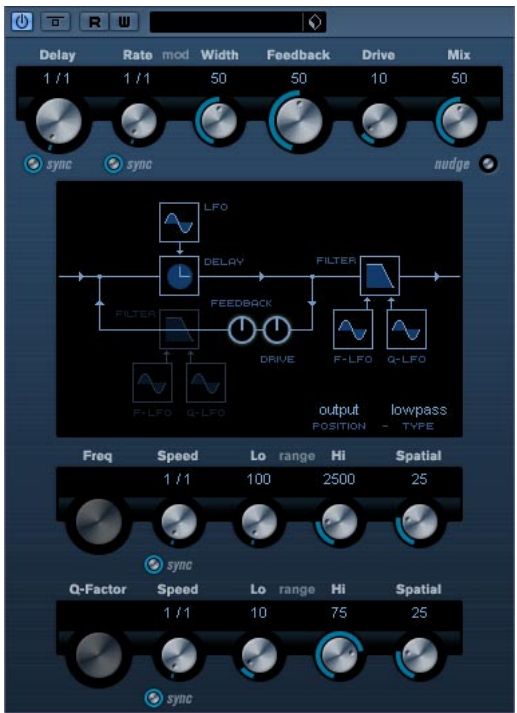 R W
Delay Rate mod Width Feedback Drive Mix
1 / 1 1 / 1 50 50 10 50
sync sync nudge
LFO
DELAY FILTER
FEEDBACK
FILTER
DRIVE F-LFO Q-LFO
F-LFO Q-LFO
output lowpass
POSITION - TYPE
Freq Speed Lo range Hi Spatial
1 / 1 100 2500 25
sync
Q-Factor Speed Lo range Hi Spatial
1 / 1 10 75 25
sync